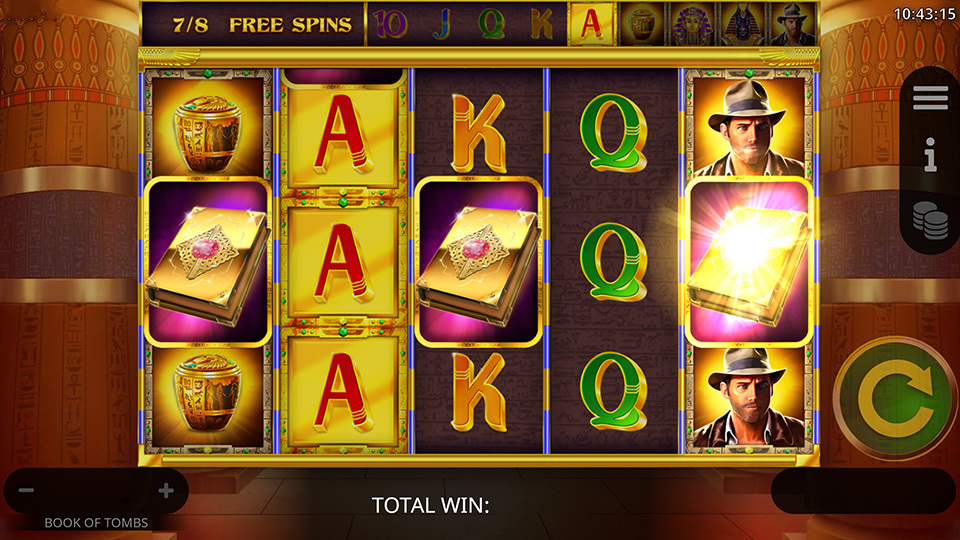 7/8 FREE SPINS 10 J Q K A
10:43:15
A K Q
A Q
A K Q
TOTAL WIN:
BOOK OF TOMBS